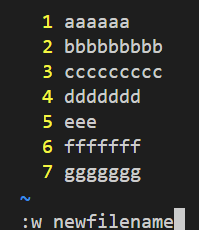 1 aaaaaa
2 bbbbbbbbb
3 ccccccccc
4 ddddddd
5 eee
6 fffffff
7 ggggggg
~
:w newfilename